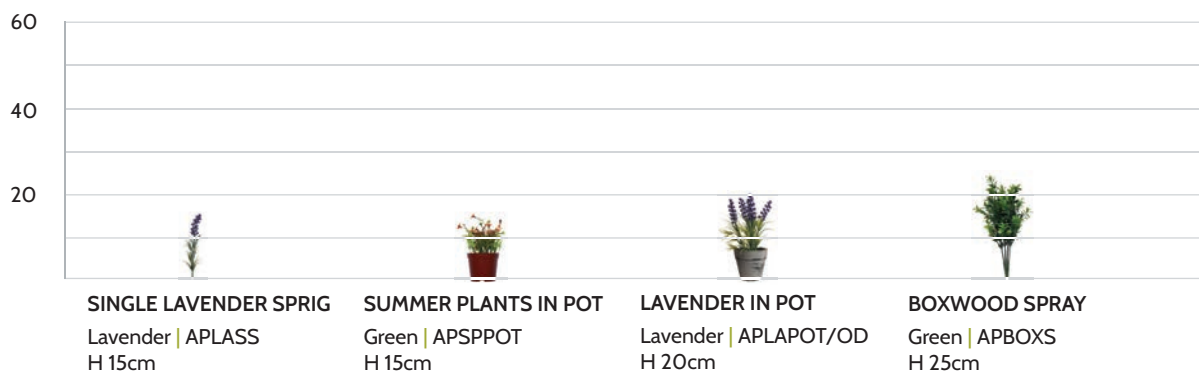 60
40
20
SINGLE LAVENDER SPRIG
Lavender | APLASS
H 15cm
SUMMER PLANTS IN POT
Green | APSPPOT
H 15cm
LAVENDER IN POT
Lavender | APLAPOT/OD
H 20cm
BOXWOOD SPRAY
Green | APBOXS
H 25cm